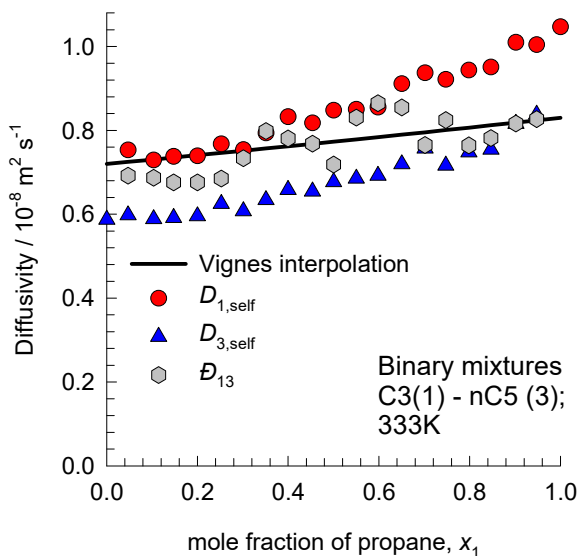 1.0
0.8
0.6
0.4
0.2
0.0
Diffusivity / 10⁻⁸ m² s⁻¹
Vignes interpolation
D1,self
D3,self
Đ13
Binary mixtures
C3(1) - nC5 (3);
333K
0.0 0.2 0.4 0.6 0.8 1.0
mole fraction of propane, x1